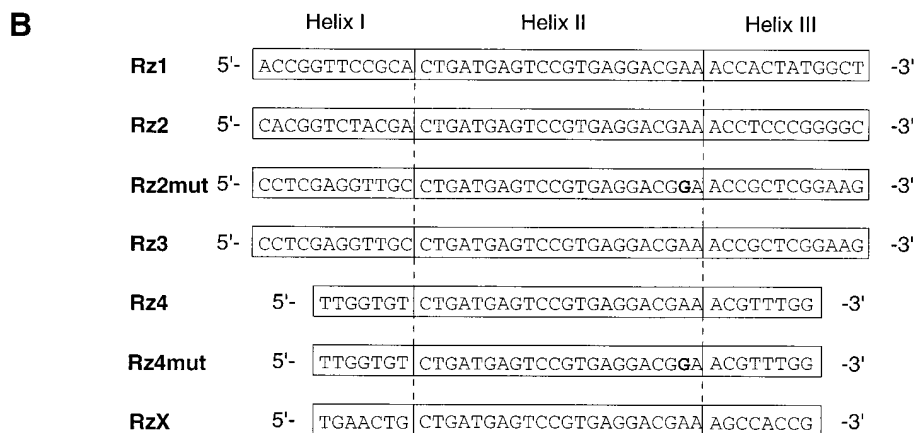 B
Helix I Helix II Helix III
Rz1 5'- ACCGGTTCCGCA CTGATGAGTCCGTGAGGACGAA ACCACTATGGCT -3'
Rz2 5'- CACGGTCTACGA CTGATGAGTCCGTGAGGACGAA ACCTCCCGGGGC -3'
Rz2mut 5'- CCTCGAGGTTGC CTGATGAGTCCGTGAGGACGGA ACCGCTCGGAAG -3'
Rz3 5'- CCTCGAGGTTGC CTGATGAGTCCGTGAGGACGAA ACCGCTCGGAAG -3'
Rz4 5'- TTGGTGT CTGATGAGTCCGTGAGGACGAA ACGTTTGG -3'
Rz4mut 5'- TTGGTGT CTGATGAGTCCGTGAGGACGGA ACGTTTGG -3'
RzX 5'- TGAACTG CTGATGAGTCCGTGAGGACGAA AGCCACCG -3'